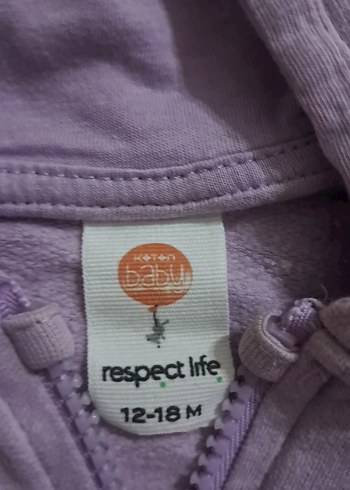 KOTON
baby
respect life
12-18 M